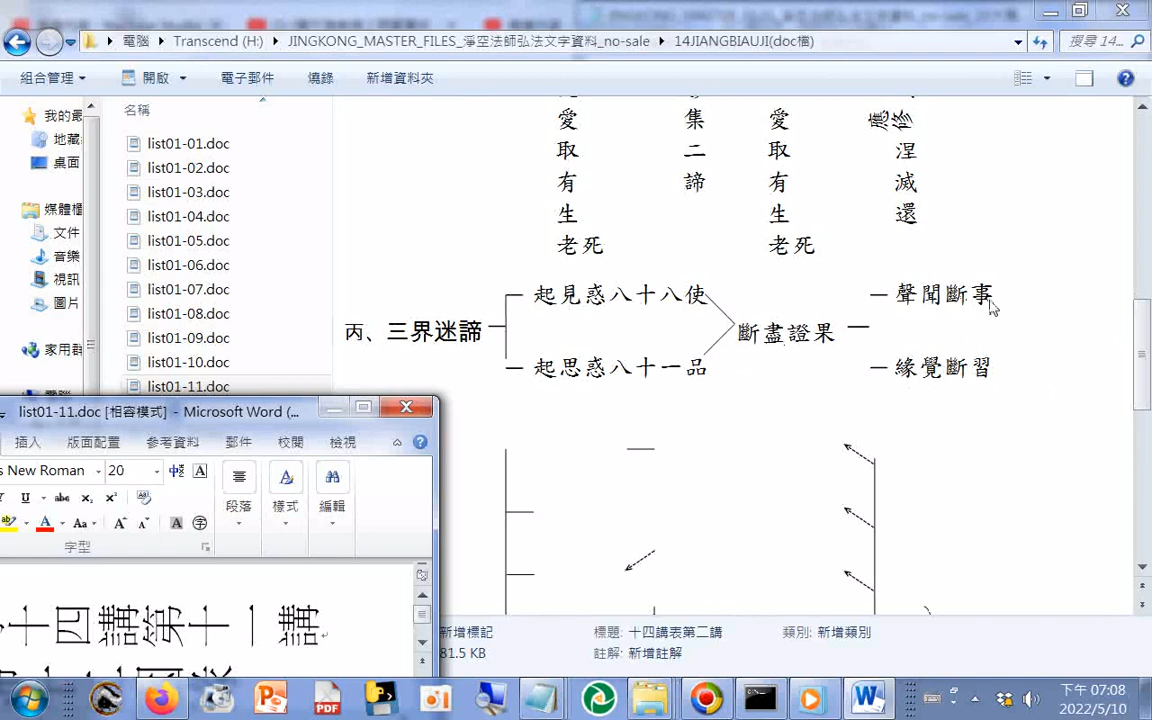 電腦 ▸ Transcend (H:) ▸ JINGKONG_MASTER_FILES_淨空法師弘法文字資料_no-sale ▸ 14JIANGBIAUJI(doc檔)
搜尋 14...
組合管理 開啟 電子郵件 燒錄 新增資料夾
我的最
地藏
桌面
媒體櫃
文件
音樂
視訊
圖片
家用群
名稱
list01-01.doc
list01-02.doc
list01-03.doc
list01-04.doc
list01-05.doc
list01-06.doc
list01-07.doc
list01-08.doc
list01-09.doc
list01-10.doc
list01-11.doc
愛取有生老死
集二諦
愛取有生老死
應修
涅滅還
丙、三界迷諦
起見惑八十八使
起思惑八十一品
斷盡證果
聲聞斷事
緣覺斷習
list01-11.doc [相容模式] - Microsoft Word (...
插入 版面配置 參考資料 郵件 校閱 檢視
s New Roman 20
段落 樣式 編輯
字型
十四講第十一講
新增標記
81.5 KB
標題: 十四講表第二講
註解: 新增註解
類別: 新增類別
下午 07:08
2022/5/10